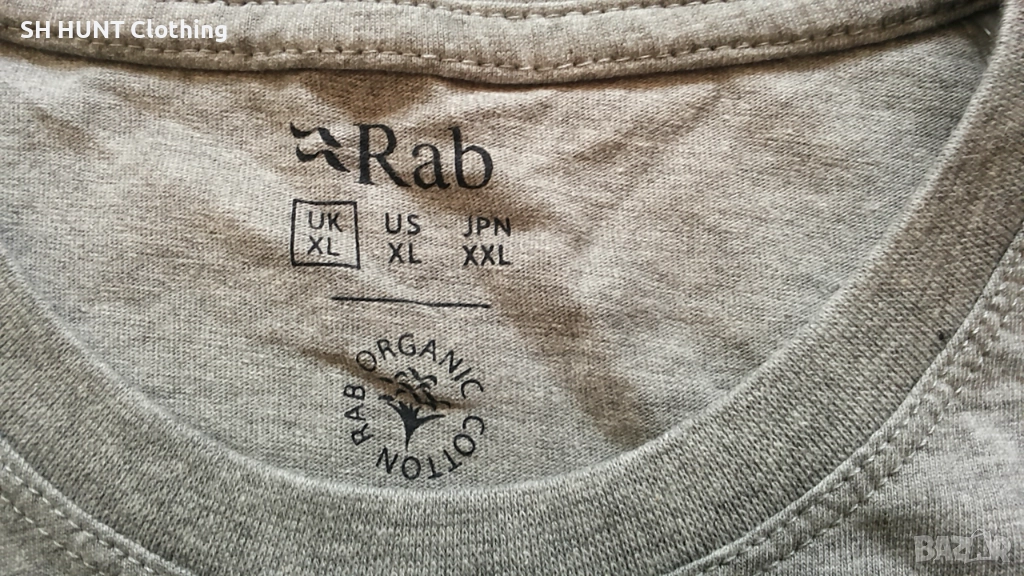 SH HUNT Clothing
Rab
UK US JPN
XL XL XXL
RAB ORGANIC COTTON
BAZAR